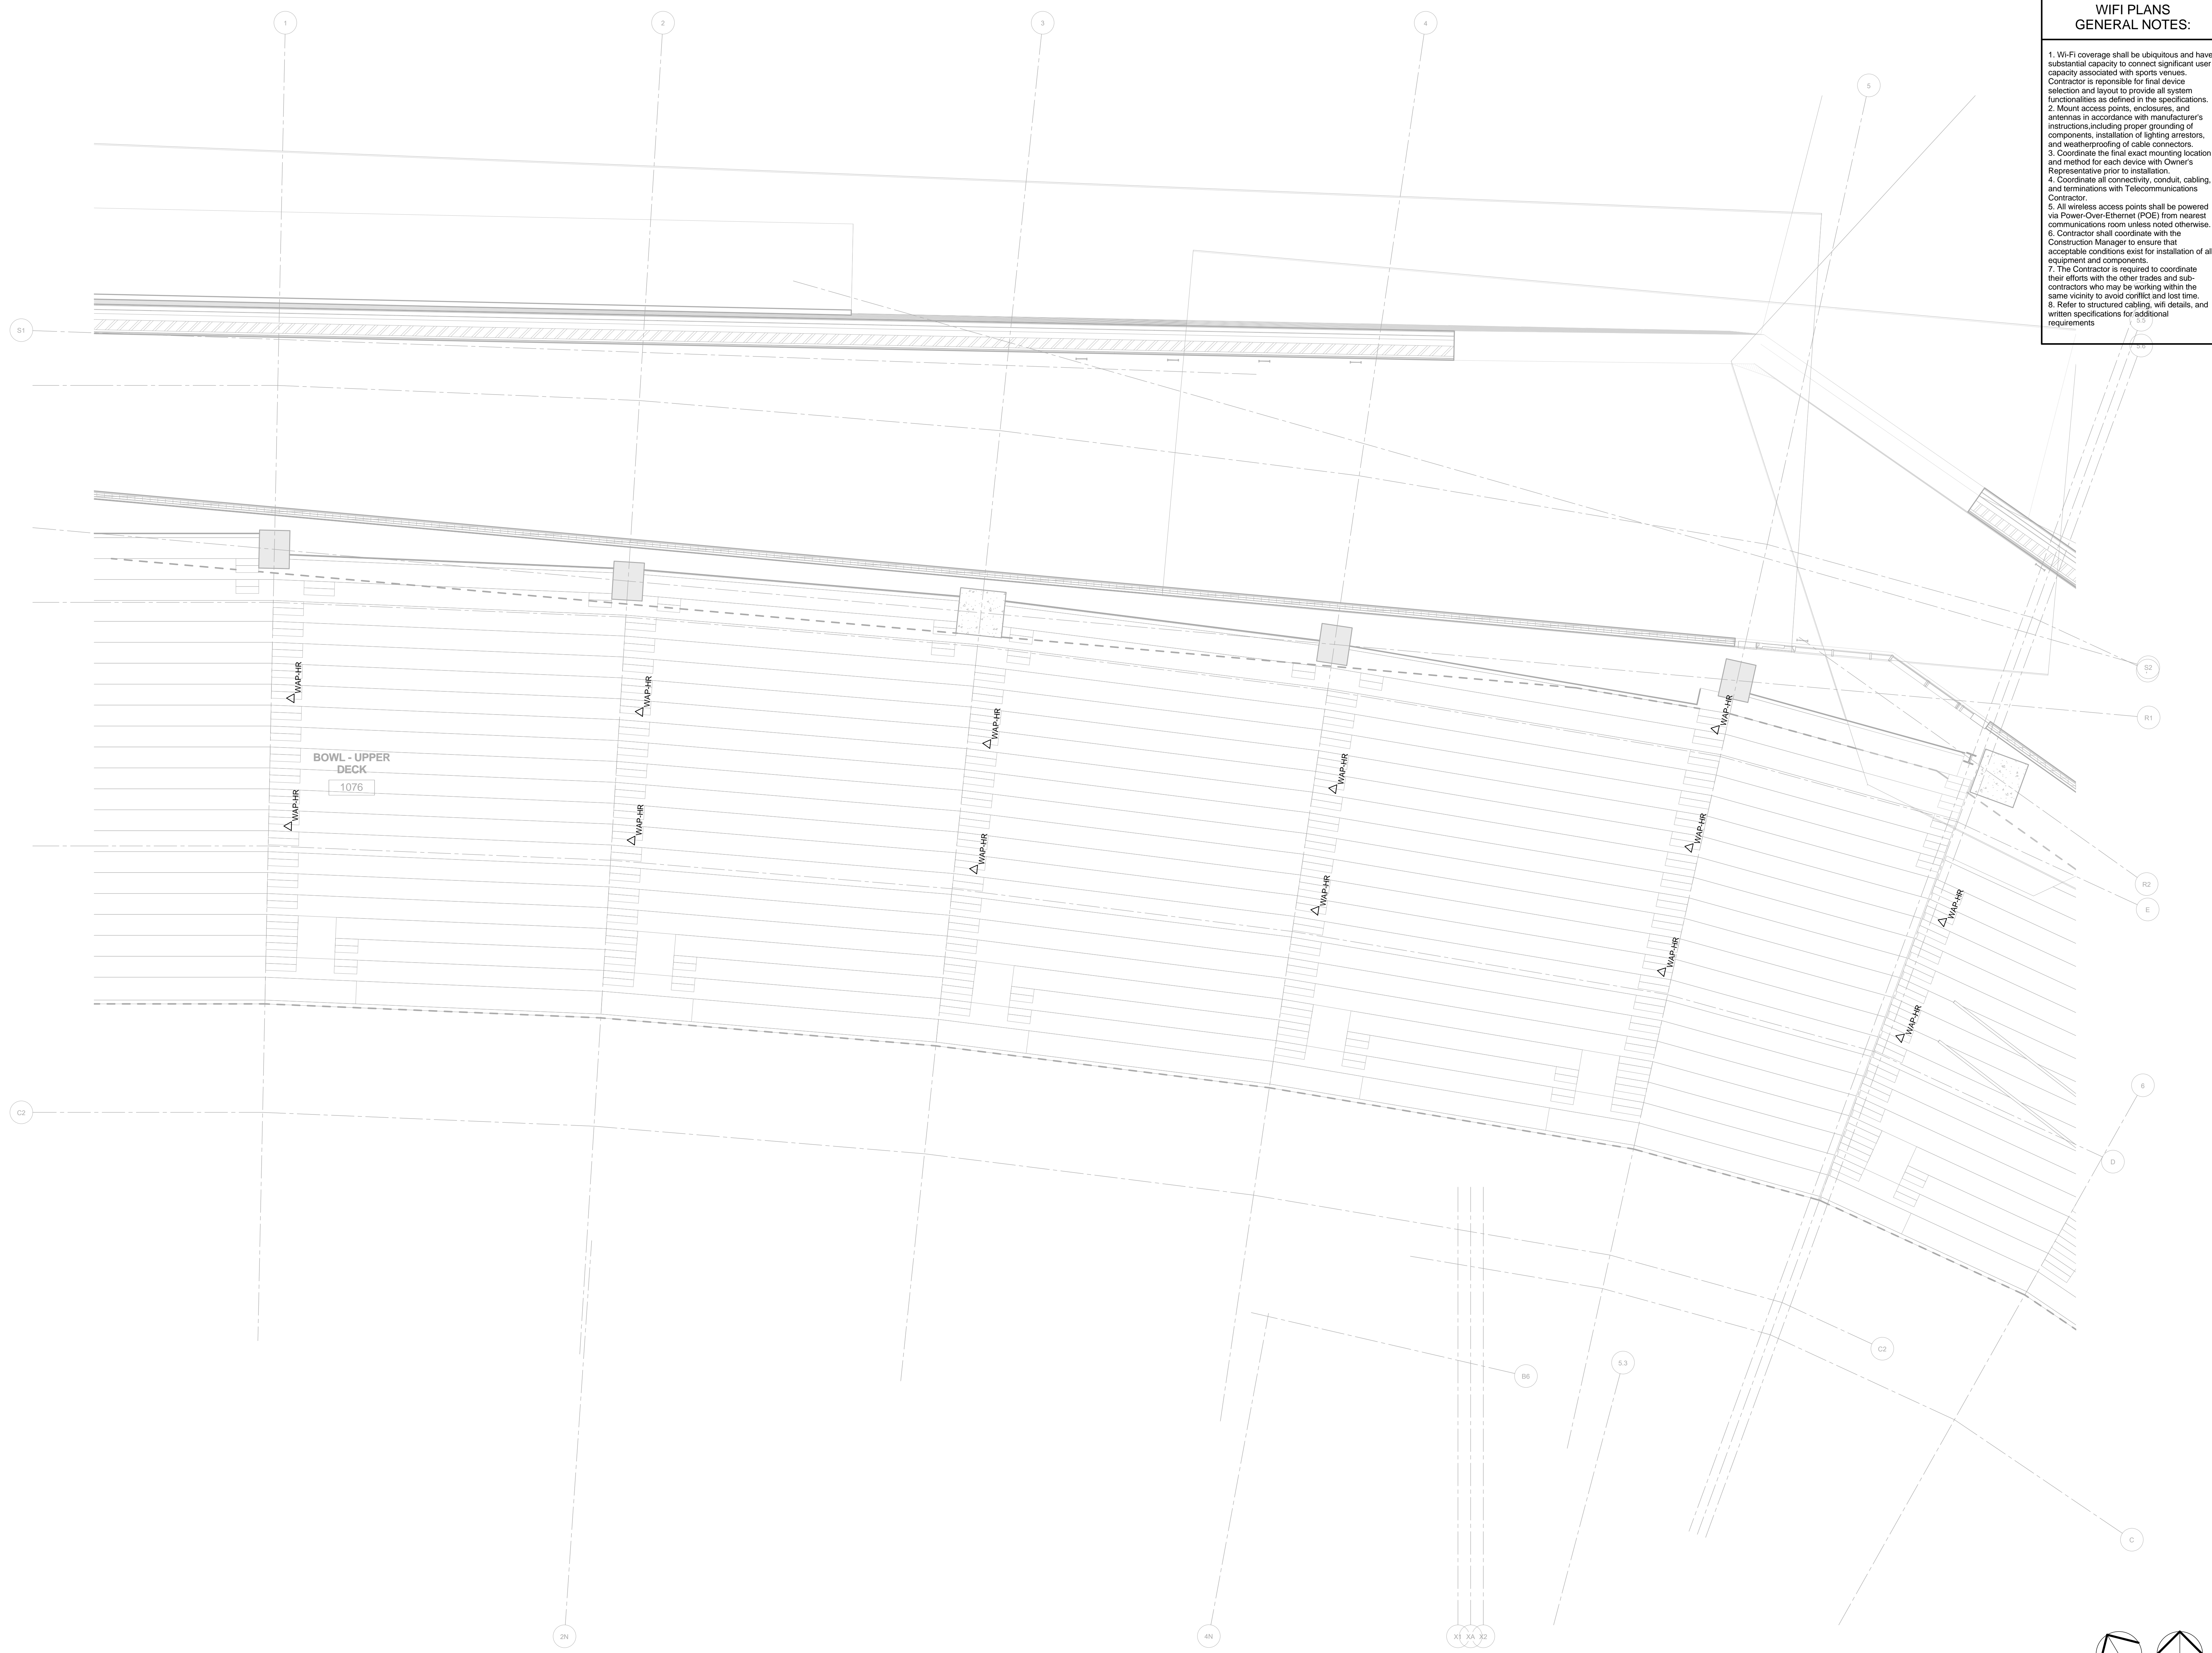 1
2
3
4
5
WIFI PLANS
GENERAL NOTES:
1. Wi-Fi coverage shall be ubiquitous and have
substantial capacity to connect significant user
capacity associated with sports venues.
Contractor is reponsible for final device
selection and layout to provide all system
functionalities as defined in the specifications.
2. Mount access points, enclosures, and
antennas in accordance with manufacturer's
instructions,including proper grounding of
components, installation of lighting arrestors,
and weatherproofing of cable connectors.
3. Coordinate the final exact mounting location
and method for each device with Owner's
Representative prior to installation.
4. Coordinate all connectivity, conduit, cabling,
and terminations with Telecommunications
Contractor.
5. All wireless access points shall be powered
via Power-Over-Ethernet (POE) from nearest
communications room unless noted otherwise.
6. Contractor shall coordinate with the
Construction Manager to ensure that
acceptable conditions exist for installation of all
equipment and components.
7. The Contractor is required to coordinate
their efforts with the other trades and sub-
contractors who may be working within the
same vicinity to avoid conflict and lost time.
8. Refer to structured cabling, wifi details, and
written specifications for additional
requirements
S1
5.5
5.6
S2
R1
WAP-HR
WAP-HR
WAP-HR
WAP-HR
WAP-HR
BOWL - UPPER
DECK
1076
WAP-HR
WAP-HR
WAP-HR
WAP-HR
WAP-HR
WAP-HR
WAP-HR
WAP-HR
R2
E
6
C2
D
C2
5.3
B8
C
2N
4N
X1
XA
X2